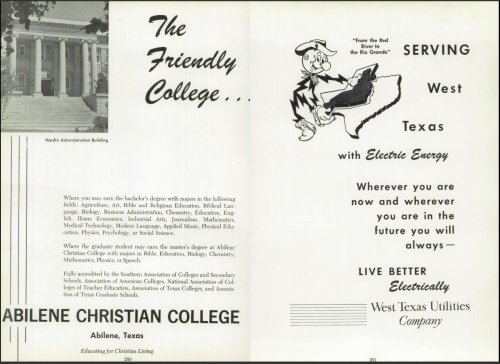 The
Friendly
College...
Hardin Administration Building
Where you may earn the bachelor's degree with majors in the following
fields: Agriculture, Art, Bible and Religious Education, Biblical Lan-
guage, Biology, Business Administration, Chemistry, Education, Eng-
lish, Home Economics, Industrial Arts, Journalism, Mathematics,
Medical Technology, Modern Language, Applied Music, Physical Edu-
cation, Physics, Psychology, or Social Science.
Where the graduate student may earn the master's degree at Abilene
Christian College with majors in Bible, Education, Biology, Chemistry,
Mathematics, Physics, or Speech.
Fully accredited by the Southern Association of Colleges and Secondary
Schools, Association of American Colleges, National Association of Col-
leges of Teacher Education, Association of Texas Colleges, and Associa-
tion of Texas Graduate Schools.
ABILENE CHRISTIAN COLLEGE
Abilene, Texas
Educating for Christian Living
280
"From the Red
River to
the Rio Grande"
SERVING
West
Texas
with Electric Energy
Wherever you are
now and wherever
you are in the
future you will
always—
LIVE BETTER
Electrically
West Texas Utilities
Company
281